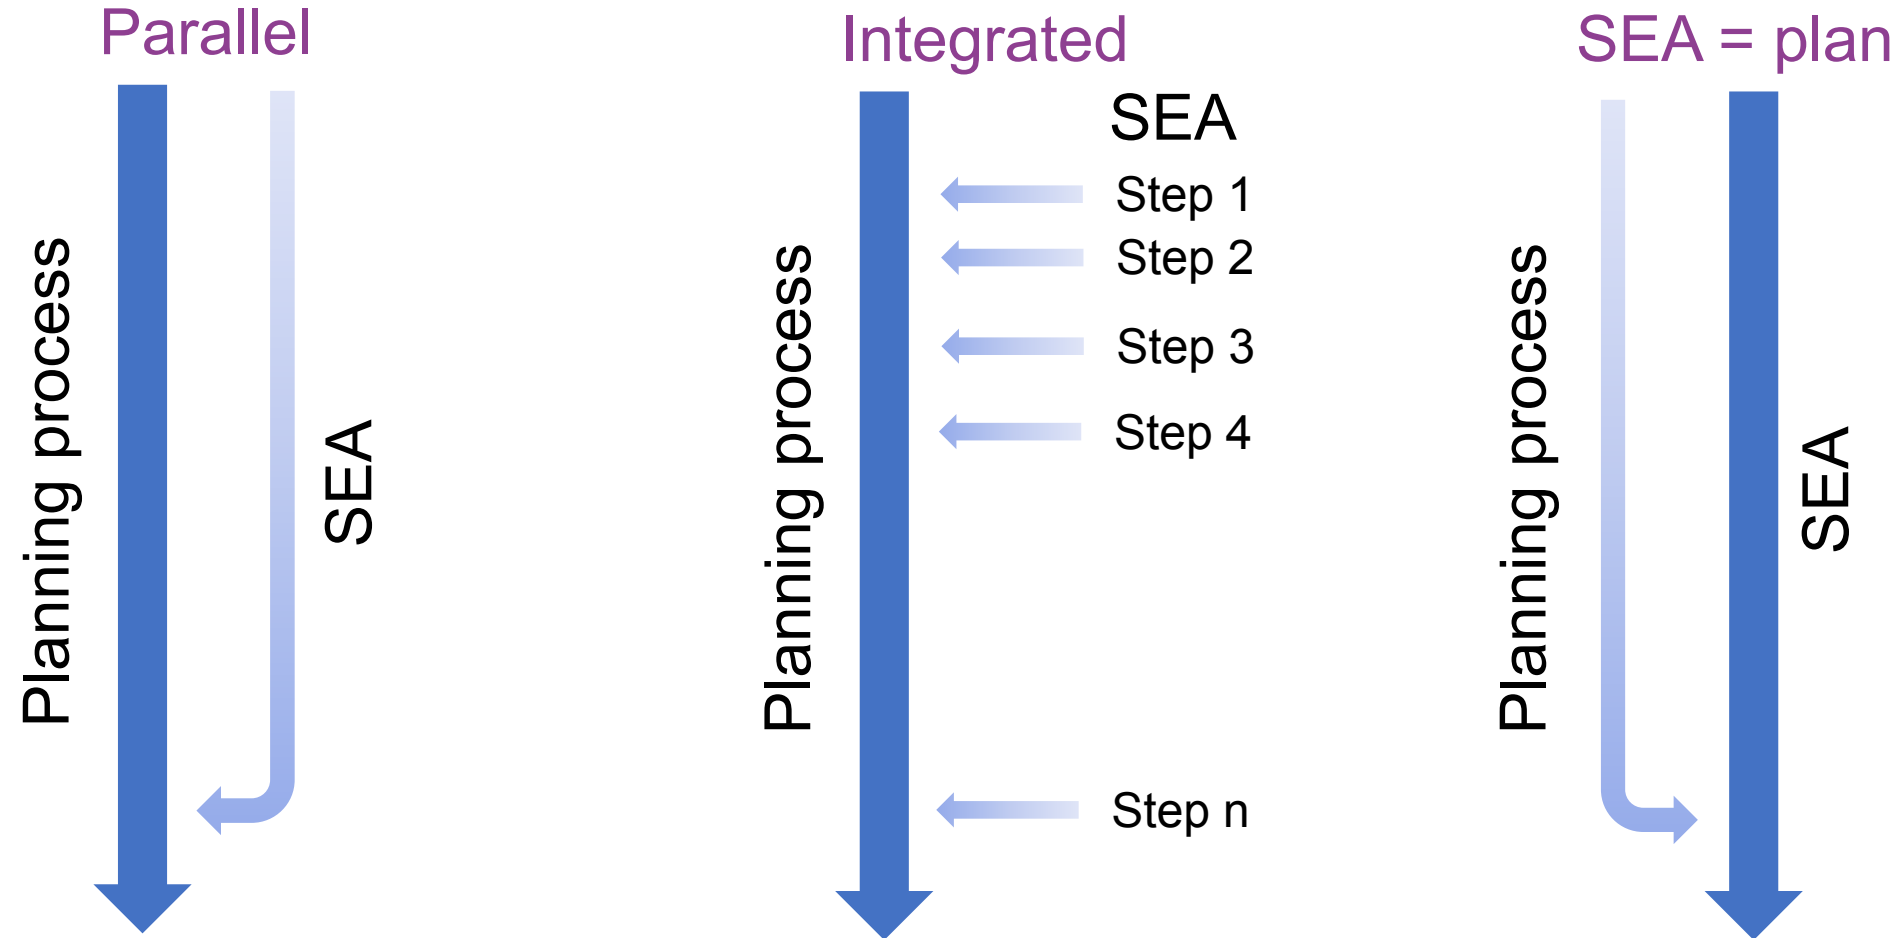 Parallel
Planning process
SEA
Integrated
Planning process
SEA
Step 1
Step 2
Step 3
Step 4
Step n
SEA = plan
Planning process
SEA